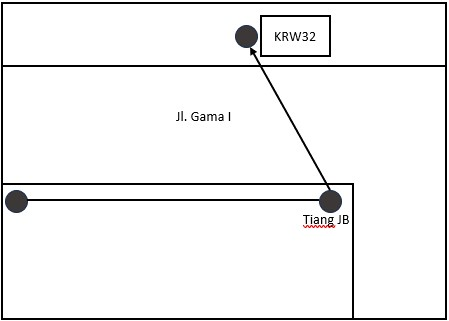 KRW32
Jl. Gama I
Tiang JB